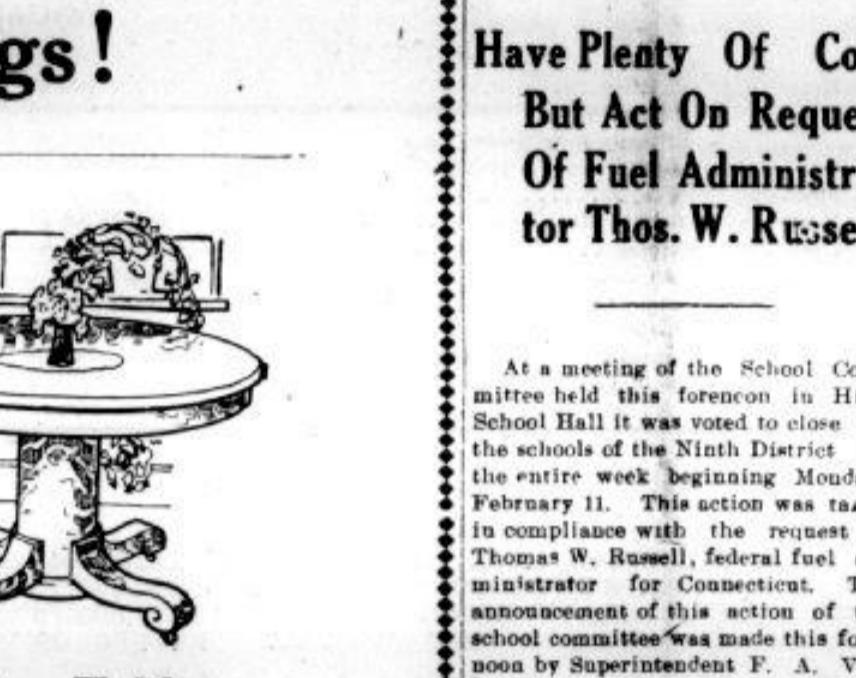 gs!
Have Plenty Of Co
But Act On Reque
Of Fuel Administr
tor Thos. W. Russe
At a meeting of the School Co
mittee held this forenoon in Hi
School Hall it was voted to close
the schools of the Ninth District
the entire week beginning Monda
February 11. This action was tak
in compliance with the request
Thomas W. Russell, federal fuel
ministrator for Connecticut. T
announcement of this action of t
school committee was made this fo
noon by Superintendent F. A. V